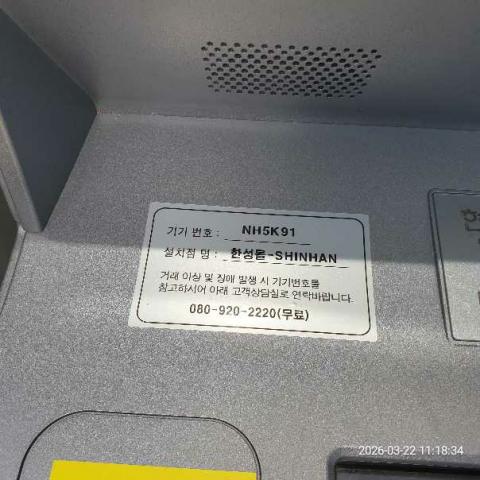 기기 번호 : NH5K91
설치점 명 : 한성몸-SHINHAN
거래 이상 및 장애 발생 시 기기번호를
참고하시어 아래 고객상담실로 연락바랍니다.
080-920-2220(무료)
2026-03-22 11:18:34